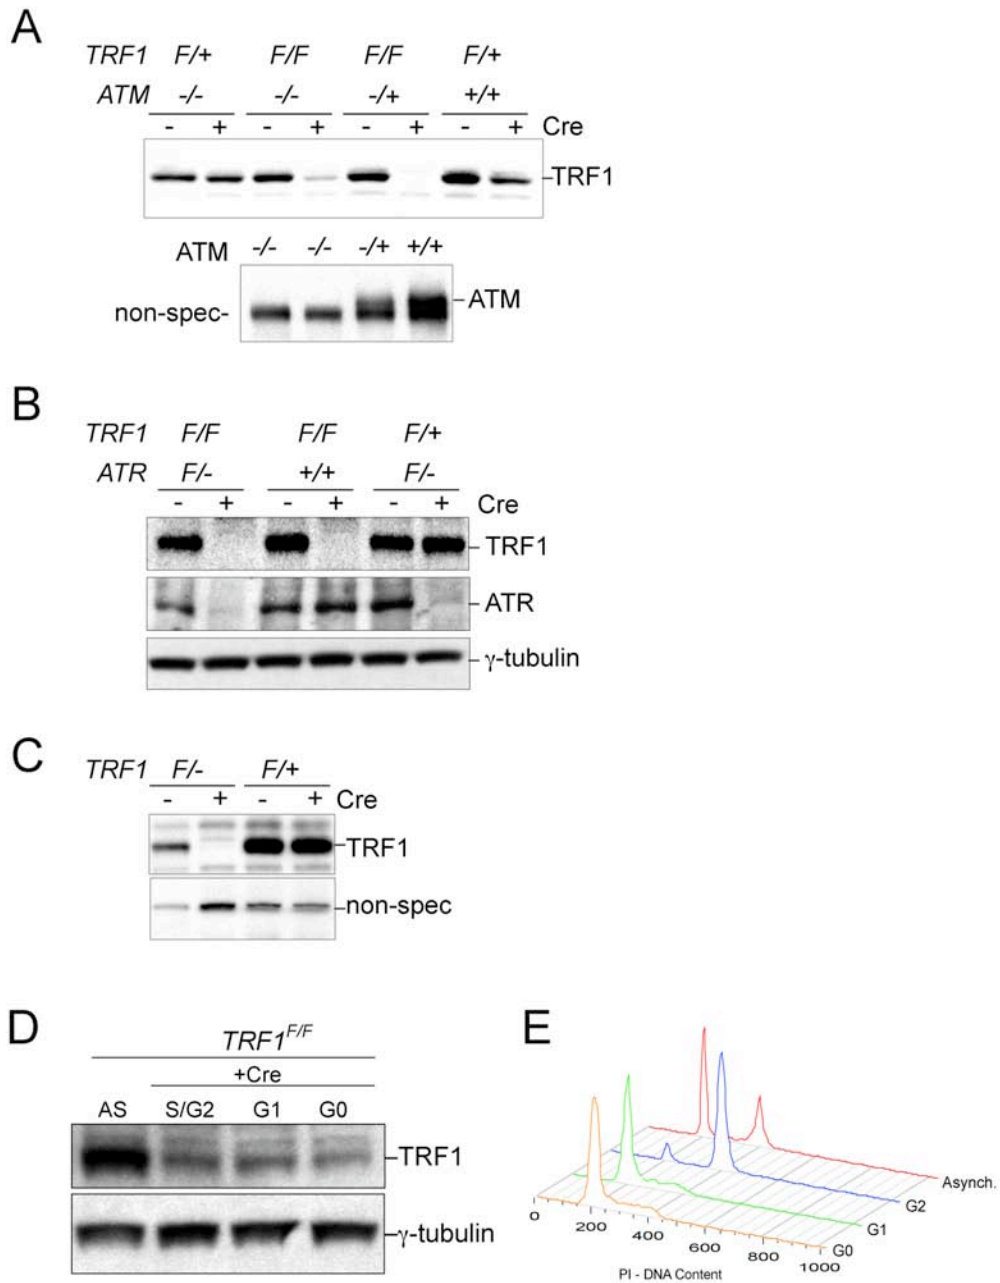 A
TRF1 F/+ F/F F/F F/+
ATM -/- -/- -/+ +/+
- + - + - + - + Cre
-TRF1
ATM -/- -/- -/+ +/+
-ATM
non-spec-
B
TRF1 F/F F/F F/+
ATR F/- +/+ F/-
- + - + - + Cre
- TRF1
- ATR
- γ-tubulin
C
TRF1 F/- F/+
- + - + Cre
-TRF1
-non-spec
D
TRF1F/F
+Cre
AS S/G2 G1 G0
-TRF1
-γ-tubulin
E
Asynch.
G2
G1
G0
0 200 400 600 800 1000
PI - DNA Content